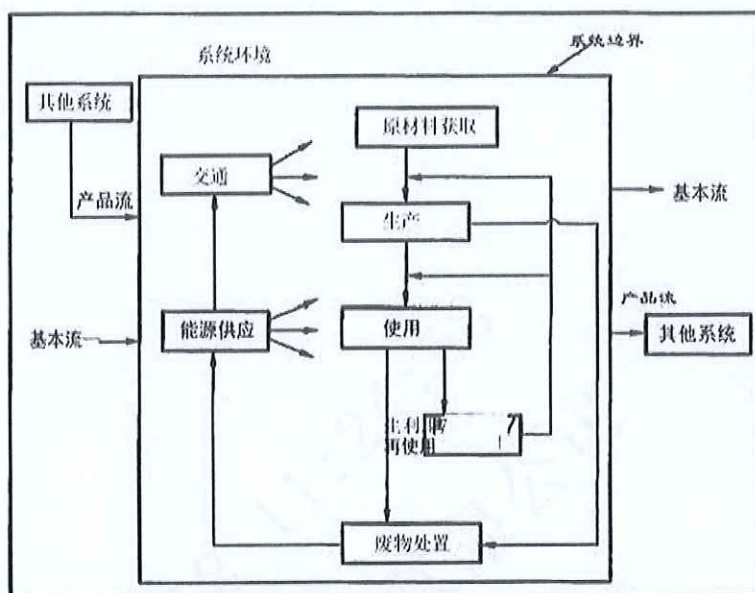 系统环境
系统边界
其他系统
原材料获取
交通
产品流
基本流
生产
产品流
能源供应
使用
基本流
其他系统
再使用
废物处置